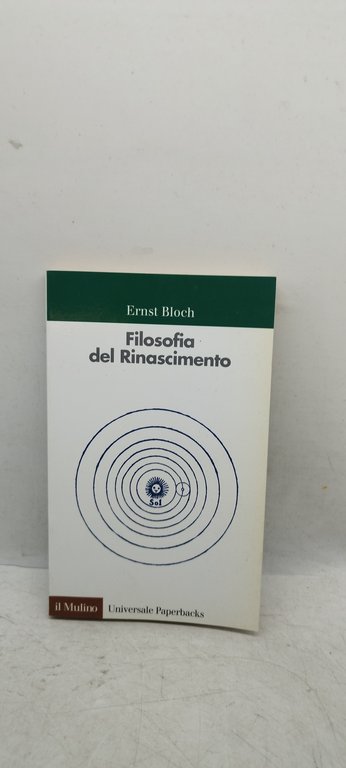 Ernst Bloch
Filosofia
del Rinascimento
Sol
il Mulino
Universale Paperbacks